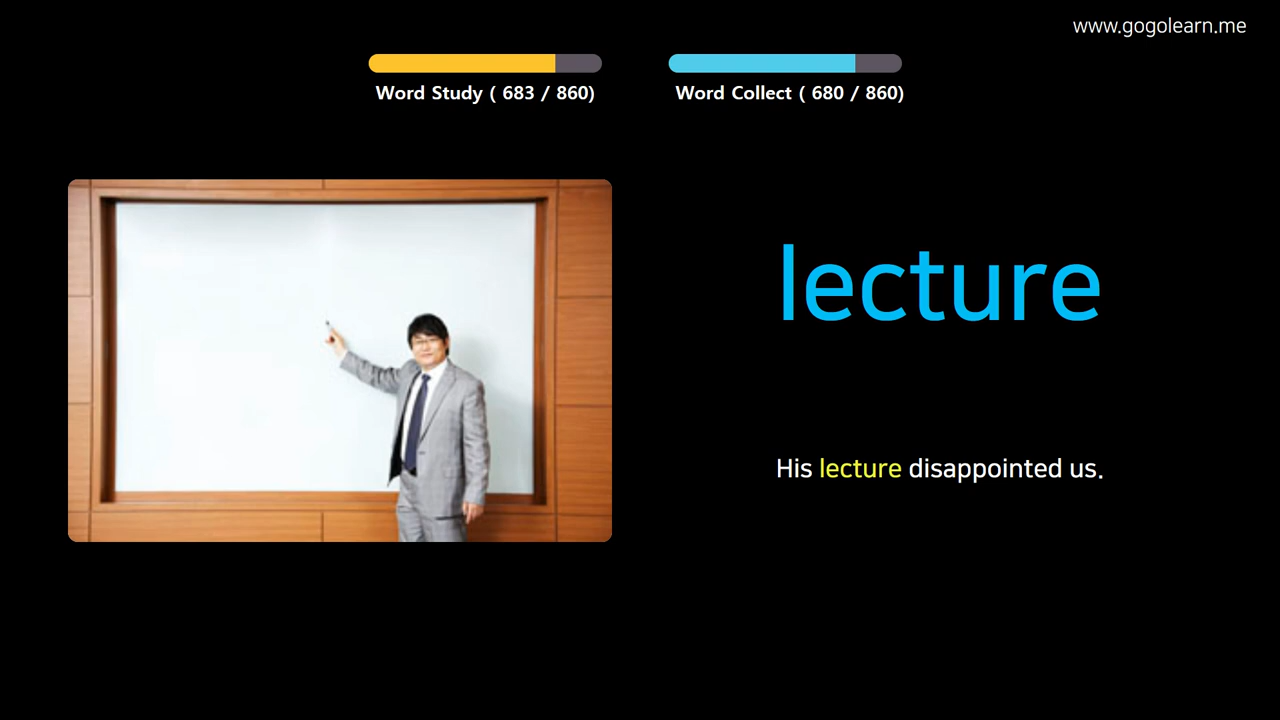 www.gogolearn.me
Word Study ( 683 / 860)
Word Collect ( 680 / 860)
lecture
His lecture disappointed us.